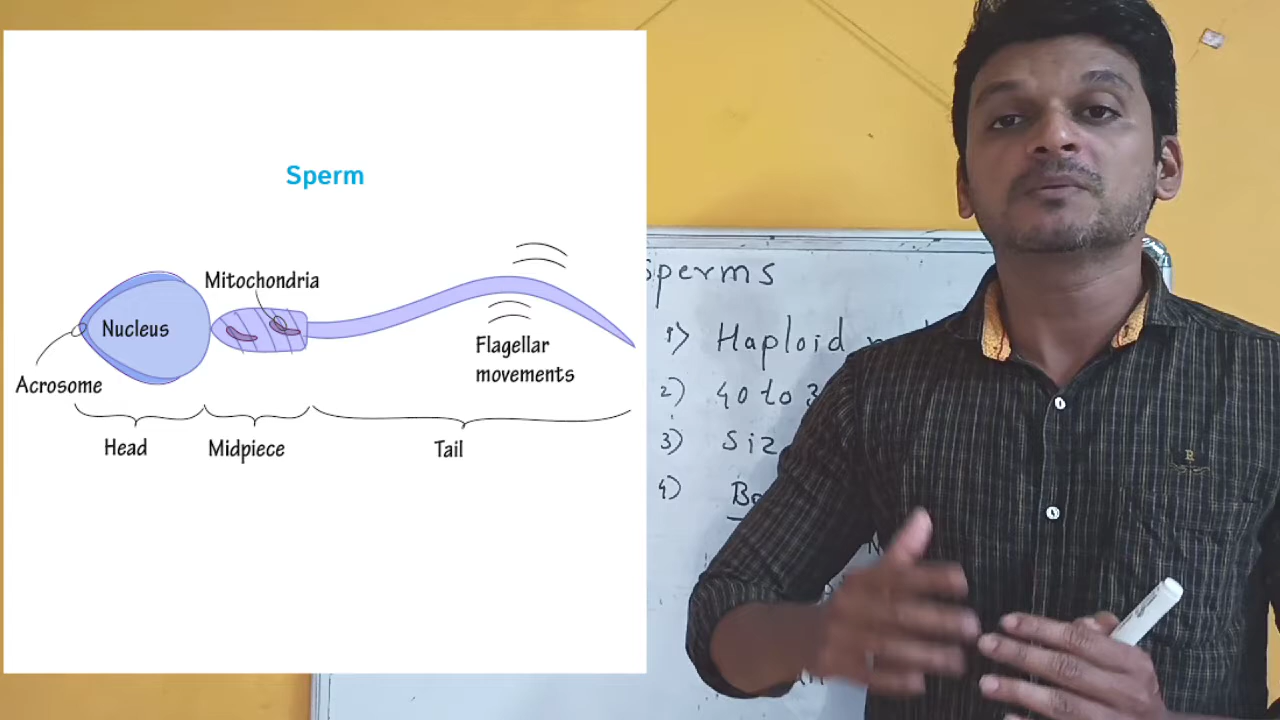 Sperm
Mitochondria
Nucleus
Acrosome
Flagellar
movements
Head
Midpiece
Tail
Sperms
1) Haploid
2) 40 to 3
3) Siz
4)